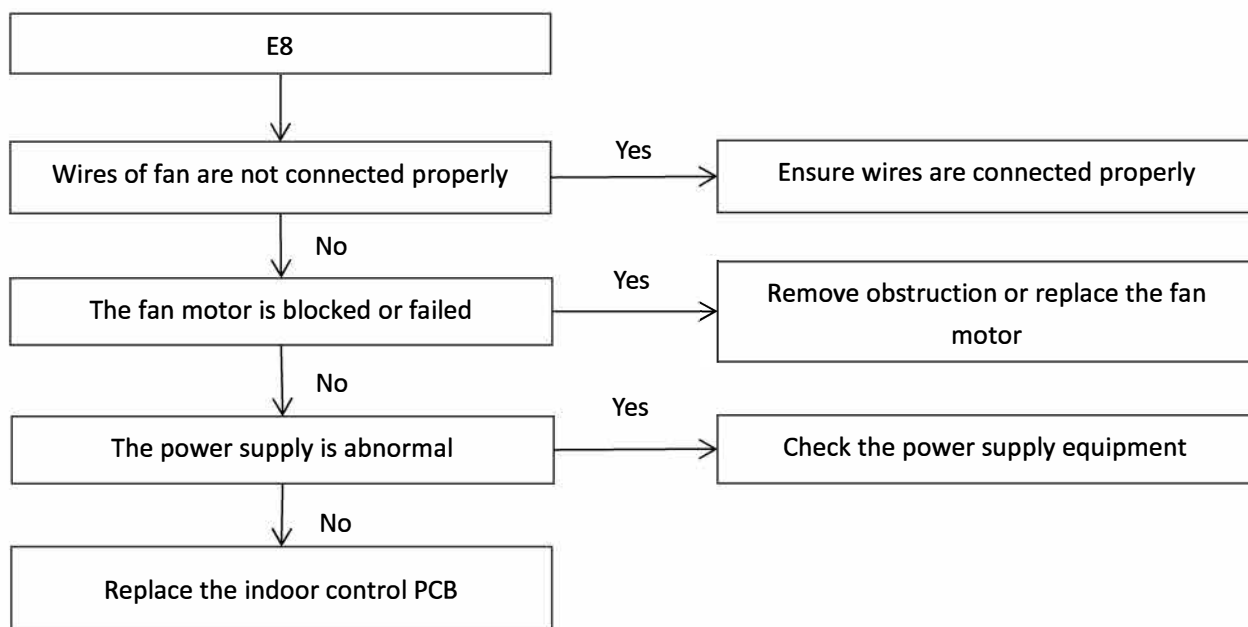 E8
Wires of fan are not connected properly
Yes
Ensure wires are connected properly
No
The fan motor is blocked or failed
Yes
Remove obstruction or replace the fan
motor
No
The power supply is abnormal
Yes
Check the power supply equipment
No
Replace the indoor control PCB